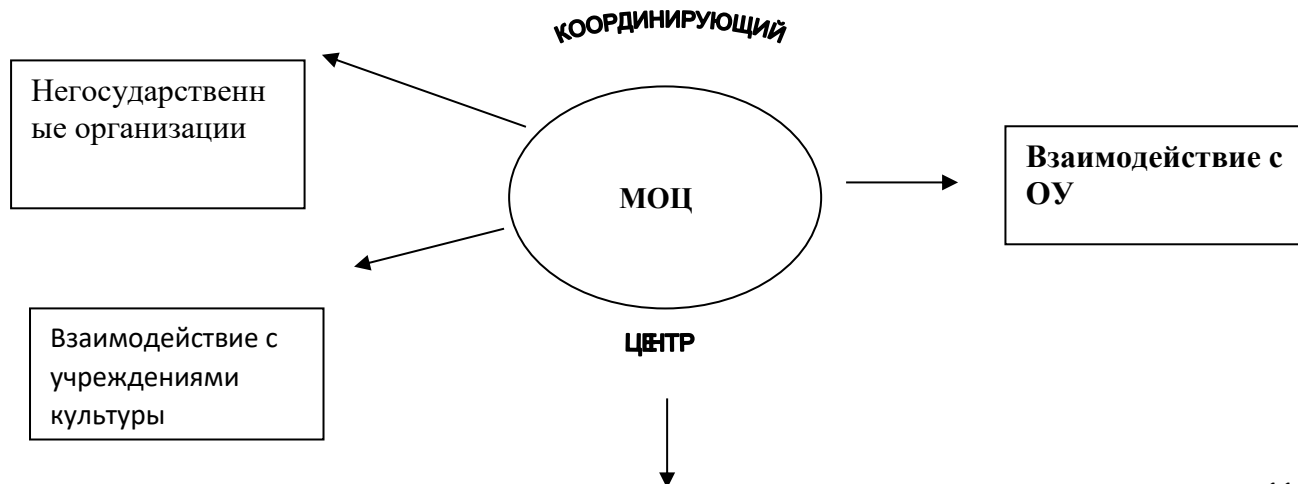 КООРДИНИРУЮЩИЙ
Негосударственн
ые организации
МОЦ
Взаимодействие с
ОУ
ЦЕНТР
Взаимодействие с
учреждениями
культуры